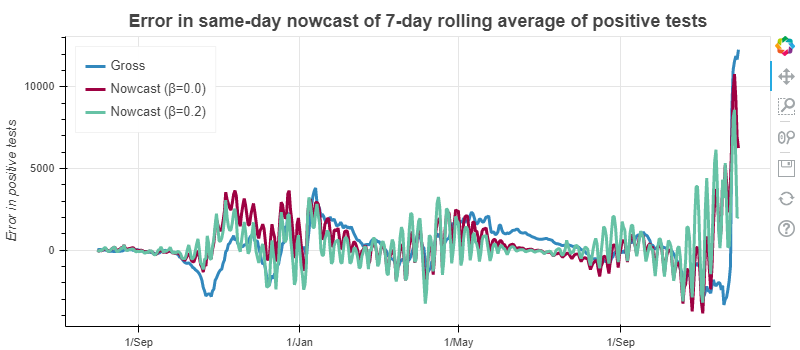 Error in same-day nowcast of 7-day rolling average of positive tests
Gross
Nowcast (β=0.0)
Nowcast (β=0.2)
Error in positive tests
10000
5000
0
1/Sep
1/Jan
1/May
1/Sep